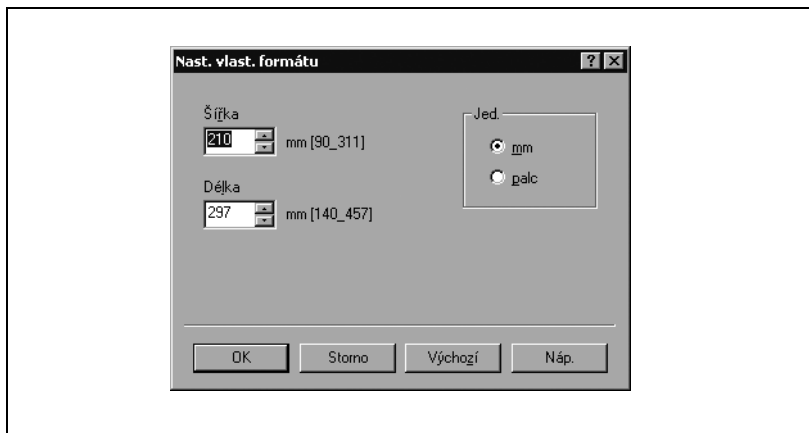 Nast. vlast. formátu
Šířka
210 mm [90_311]
Délka
297 mm [140_457]
Jed.
mm
palc
OK Storno Výchozí Náp.